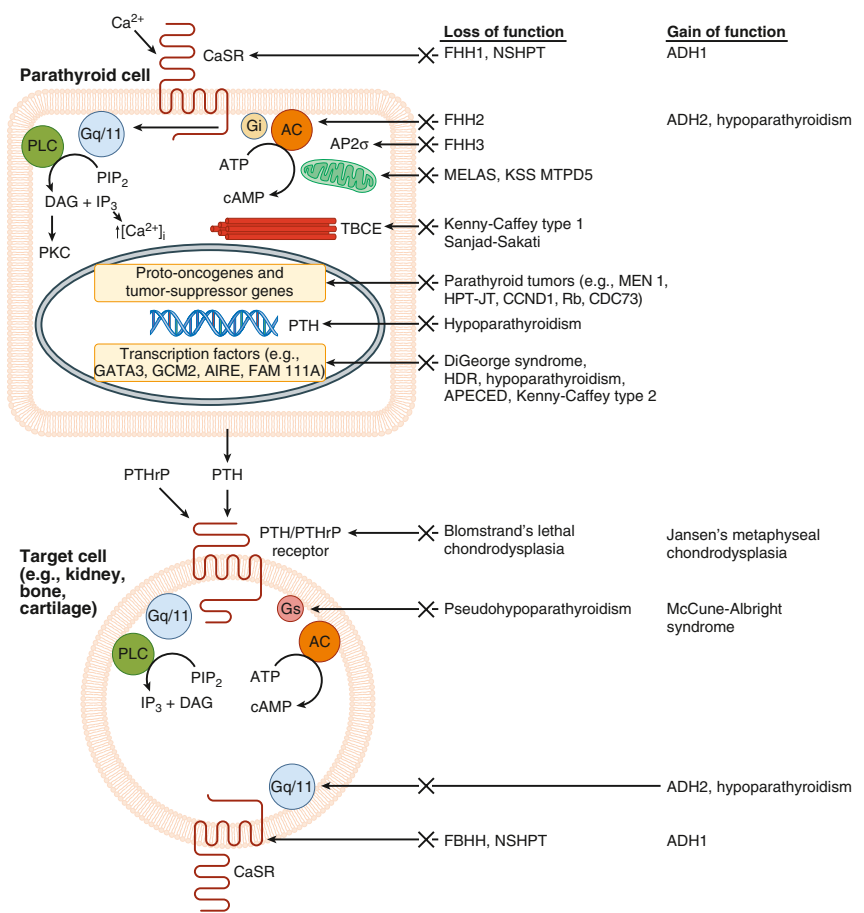 Ca2+
CaSR
Loss of function
Gain of function
FHH1, NSHPT
ADH1
Parathyroid cell
PLC
Gq/11
Gi
AC
FHH2
ADH2, hypoparathyroidism
AP2σ
FHH3
ATP
PIP2
MELAS, KSS MTPD5
DAG + IP3
cAMP
↑[Ca2+]i
TBCE
Kenny-Caffey type 1
Sanjad-Sakati
PKC
Proto-oncogenes and
tumor-suppressor genes
Parathyroid tumors (e.g., MEN 1,
HPT-JT, CCND1, Rb, CDC73)
PTH
Hypoparathyroidism
Transcription factors (e.g.,
GATA3, GCM2, AIRE, FAM 111A)
DiGeorge syndrome,
HDR, hypoparathyroidism,
APECED, Kenny-Caffey type 2
PTHrP
PTH
PTH/PTHrP
receptor
Blomstrand's lethal
chondrodysplasia
Jansen's metaphyseal
chondrodysplasia
Target cell
(e.g., kidney,
bone,
cartilage)
Gq/11
Gs
Pseudohypoparathyroidism
McCune-Albright
syndrome
PLC
AC
PIP2
ATP
IP3 + DAG
cAMP
Gq/11
ADH2, hypoparathyroidism
FBHH, NSHPT
ADH1
CaSR